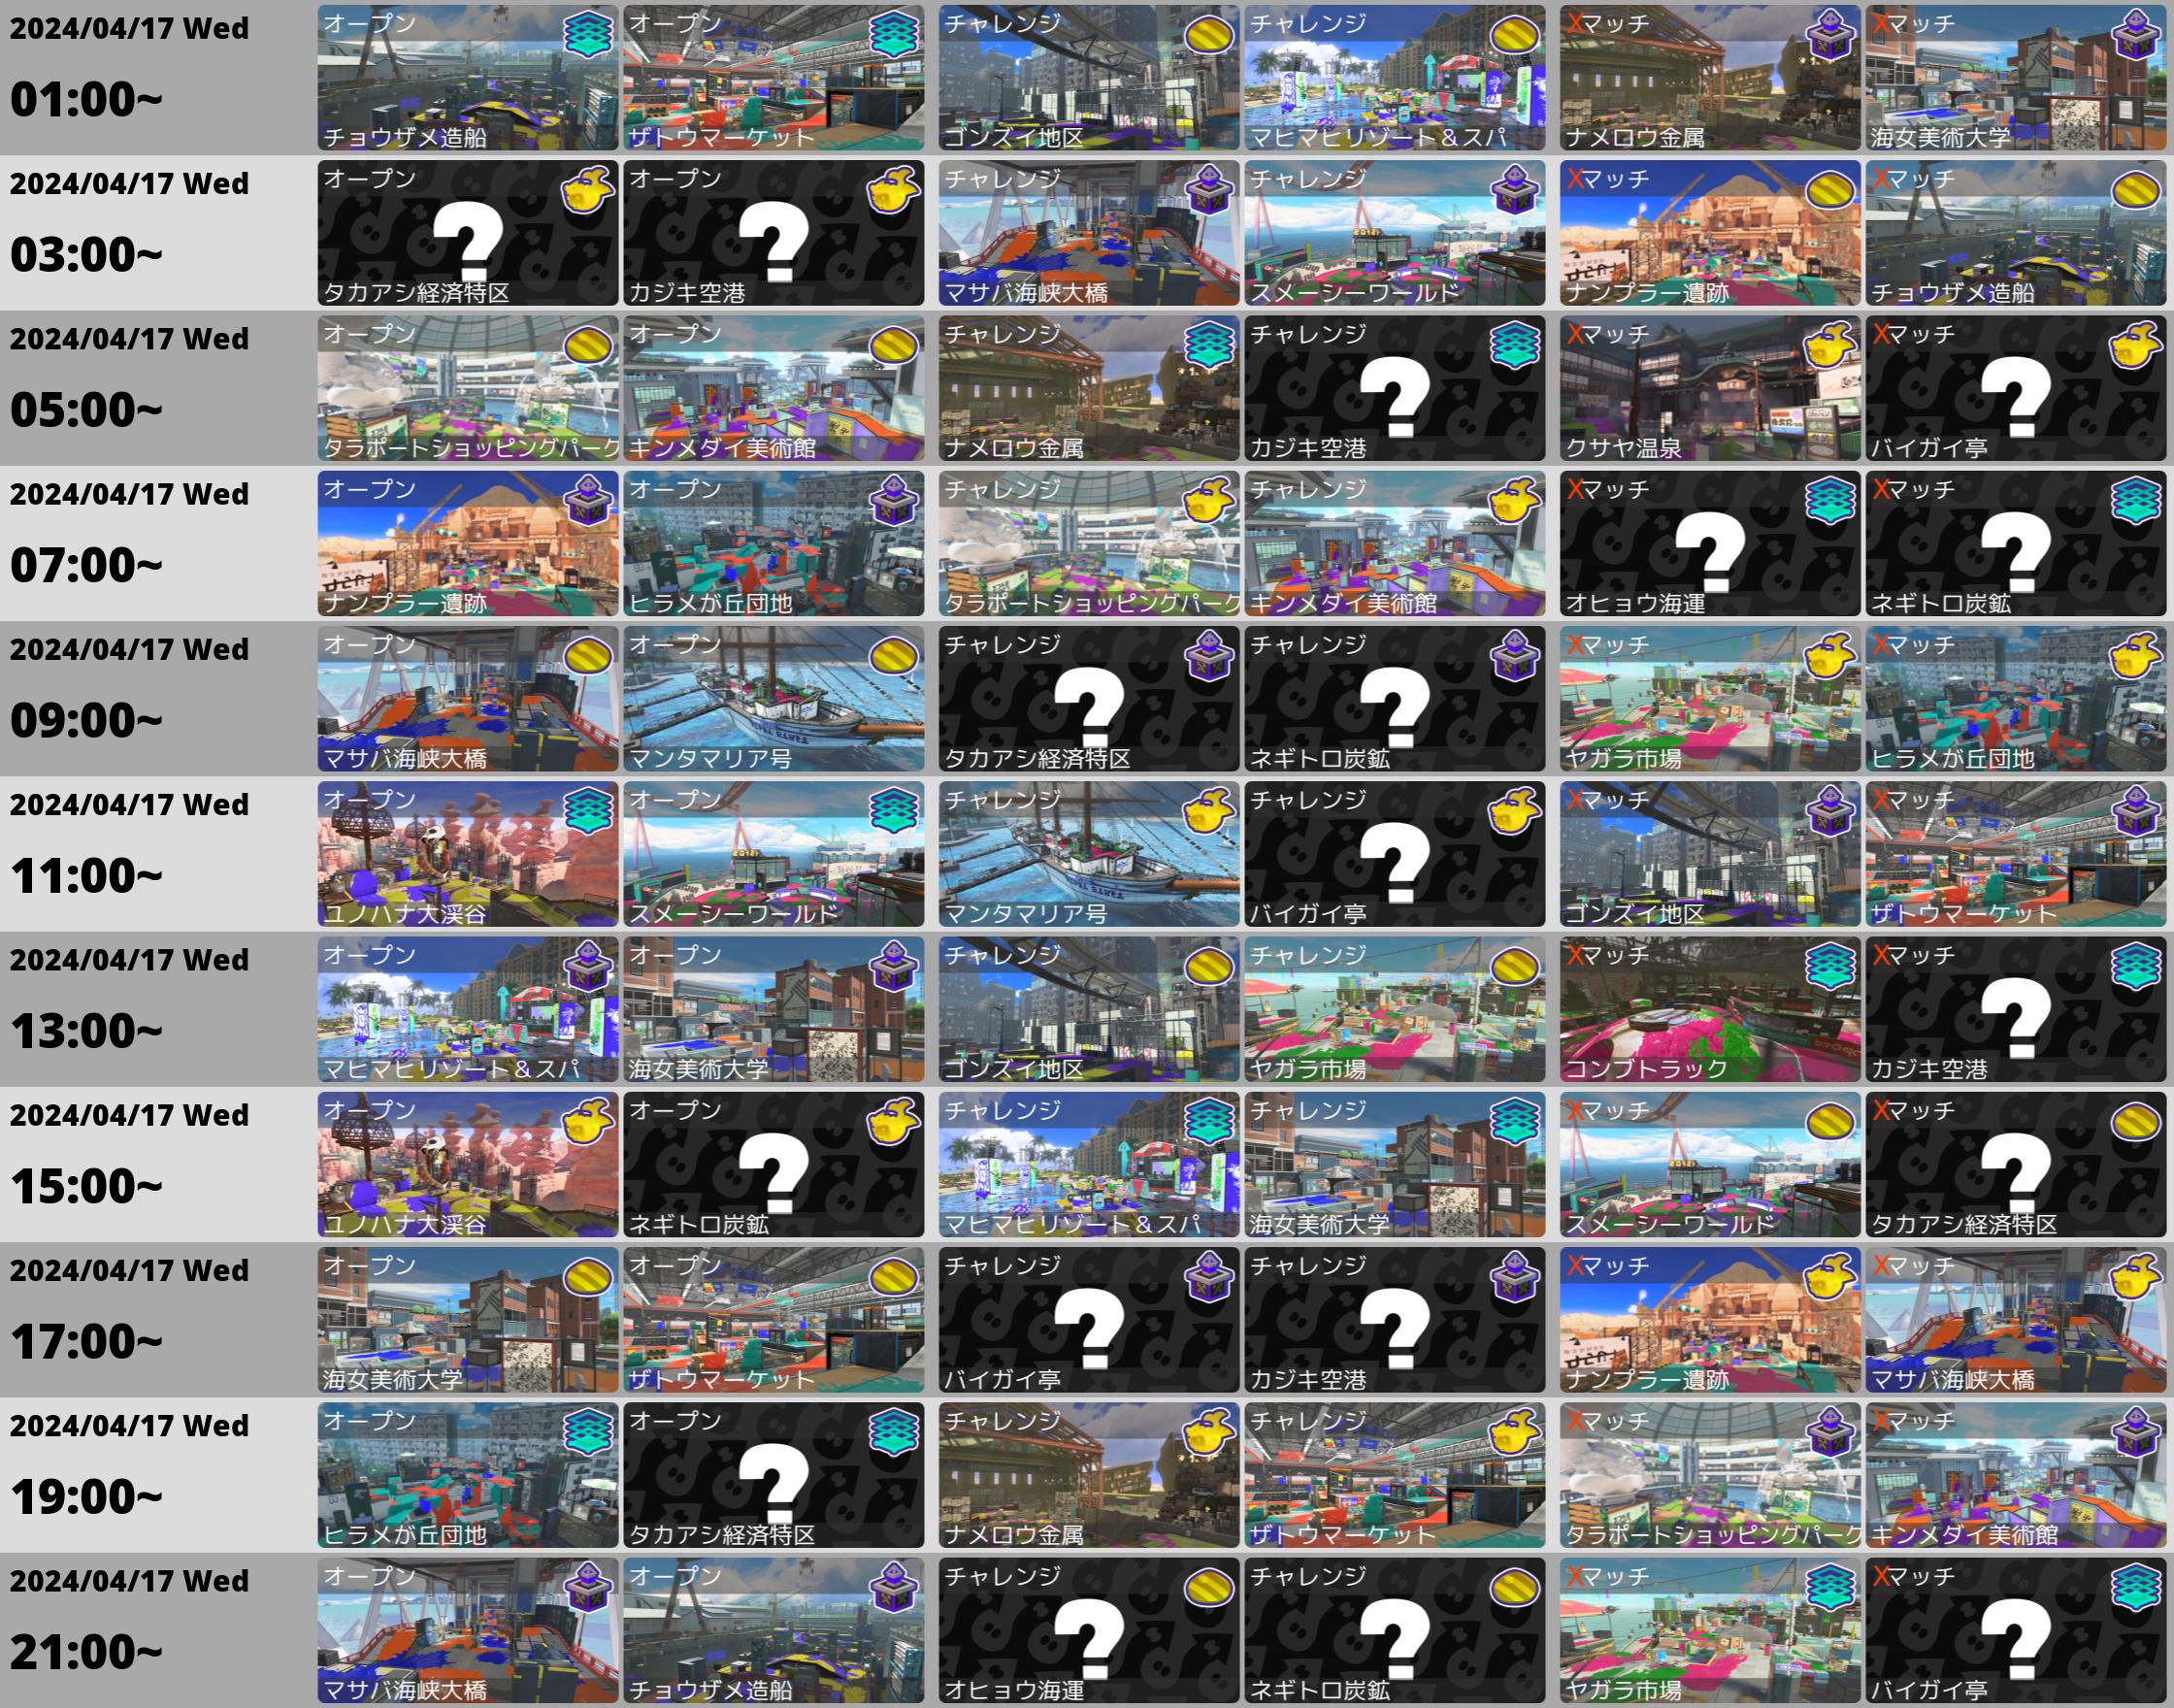 2024/04/17 Wed
01:00~
オープン
チョウザメ造船
オープン
ザトウマーケット
チャレンジ
ゴンズイ地区
チャレンジ
マヒマヒリゾート＆スパ
Xマッチ
ナメロウ金属
Xマッチ
海女美術大学
2024/04/17 Wed
03:00~
オープン
タカアシ経済特区
オープン
カジキ空港
チャレンジ
マサバ海峡大橋
チャレンジ
スメーシーワールド
Xマッチ
ナンプラー遺跡
Xマッチ
チョウザメ造船
2024/04/17 Wed
05:00~
オープン
タラポートショッピングパーク
オープン
キンメダイ美術館
チャレンジ
ナメロウ金属
チャレンジ
カジキ空港
Xマッチ
クサヤ温泉
Xマッチ
バイガイ亭
2024/04/17 Wed
07:00~
オープン
ナンプラー遺跡
オープン
ヒラメが丘団地
チャレンジ
タラポートショッピングパーク
チャレンジ
キンメダイ美術館
Xマッチ
オヒョウ海運
Xマッチ
ネギトロ炭鉱
2024/04/17 Wed
09:00~
オープン
マサバ海峡大橋
オープン
マンタマリア号
チャレンジ
タカアシ経済特区
チャレンジ
ネギトロ炭鉱
Xマッチ
ヤガラ市場
Xマッチ
ヒラメが丘団地
2024/04/17 Wed
11:00~
オープン
ユノハナ大渓谷
オープン
スメーシーワールド
チャレンジ
マンタマリア号
チャレンジ
バイガイ亭
Xマッチ
ゴンズイ地区
Xマッチ
ザトウマーケット
2024/04/17 Wed
13:00~
オープン
マヒマヒリゾート＆スパ
オープン
海女美術大学
チャレンジ
ゴンズイ地区
チャレンジ
ヤガラ市場
Xマッチ
コンブトラック
Xマッチ
カジキ空港
2024/04/17 Wed
15:00~
オープン
ユノハナ大渓谷
オープン
ネギトロ炭鉱
チャレンジ
マヒマヒリゾート＆スパ
チャレンジ
海女美術大学
Xマッチ
スメーシーワールド
Xマッチ
タカアシ経済特区
2024/04/17 Wed
17:00~
オープン
海女美術大学
オープン
ザトウマーケット
チャレンジ
バイガイ亭
チャレンジ
カジキ空港
Xマッチ
ナンプラー遺跡
Xマッチ
マサバ海峡大橋
2024/04/17 Wed
19:00~
オープン
ヒラメが丘団地
オープン
タカアシ経済特区
チャレンジ
ナメロウ金属
チャレンジ
ザトウマーケット
Xマッチ
タラポートショッピングパーク
Xマッチ
キンメダイ美術館
2024/04/17 Wed
21:00~
オープン
マサバ海峡大橋
オープン
チョウザメ造船
チャレンジ
オヒョウ海運
チャレンジ
ネギトロ炭鉱
Xマッチ
ヤガラ市場
Xマッチ
バイガイ亭